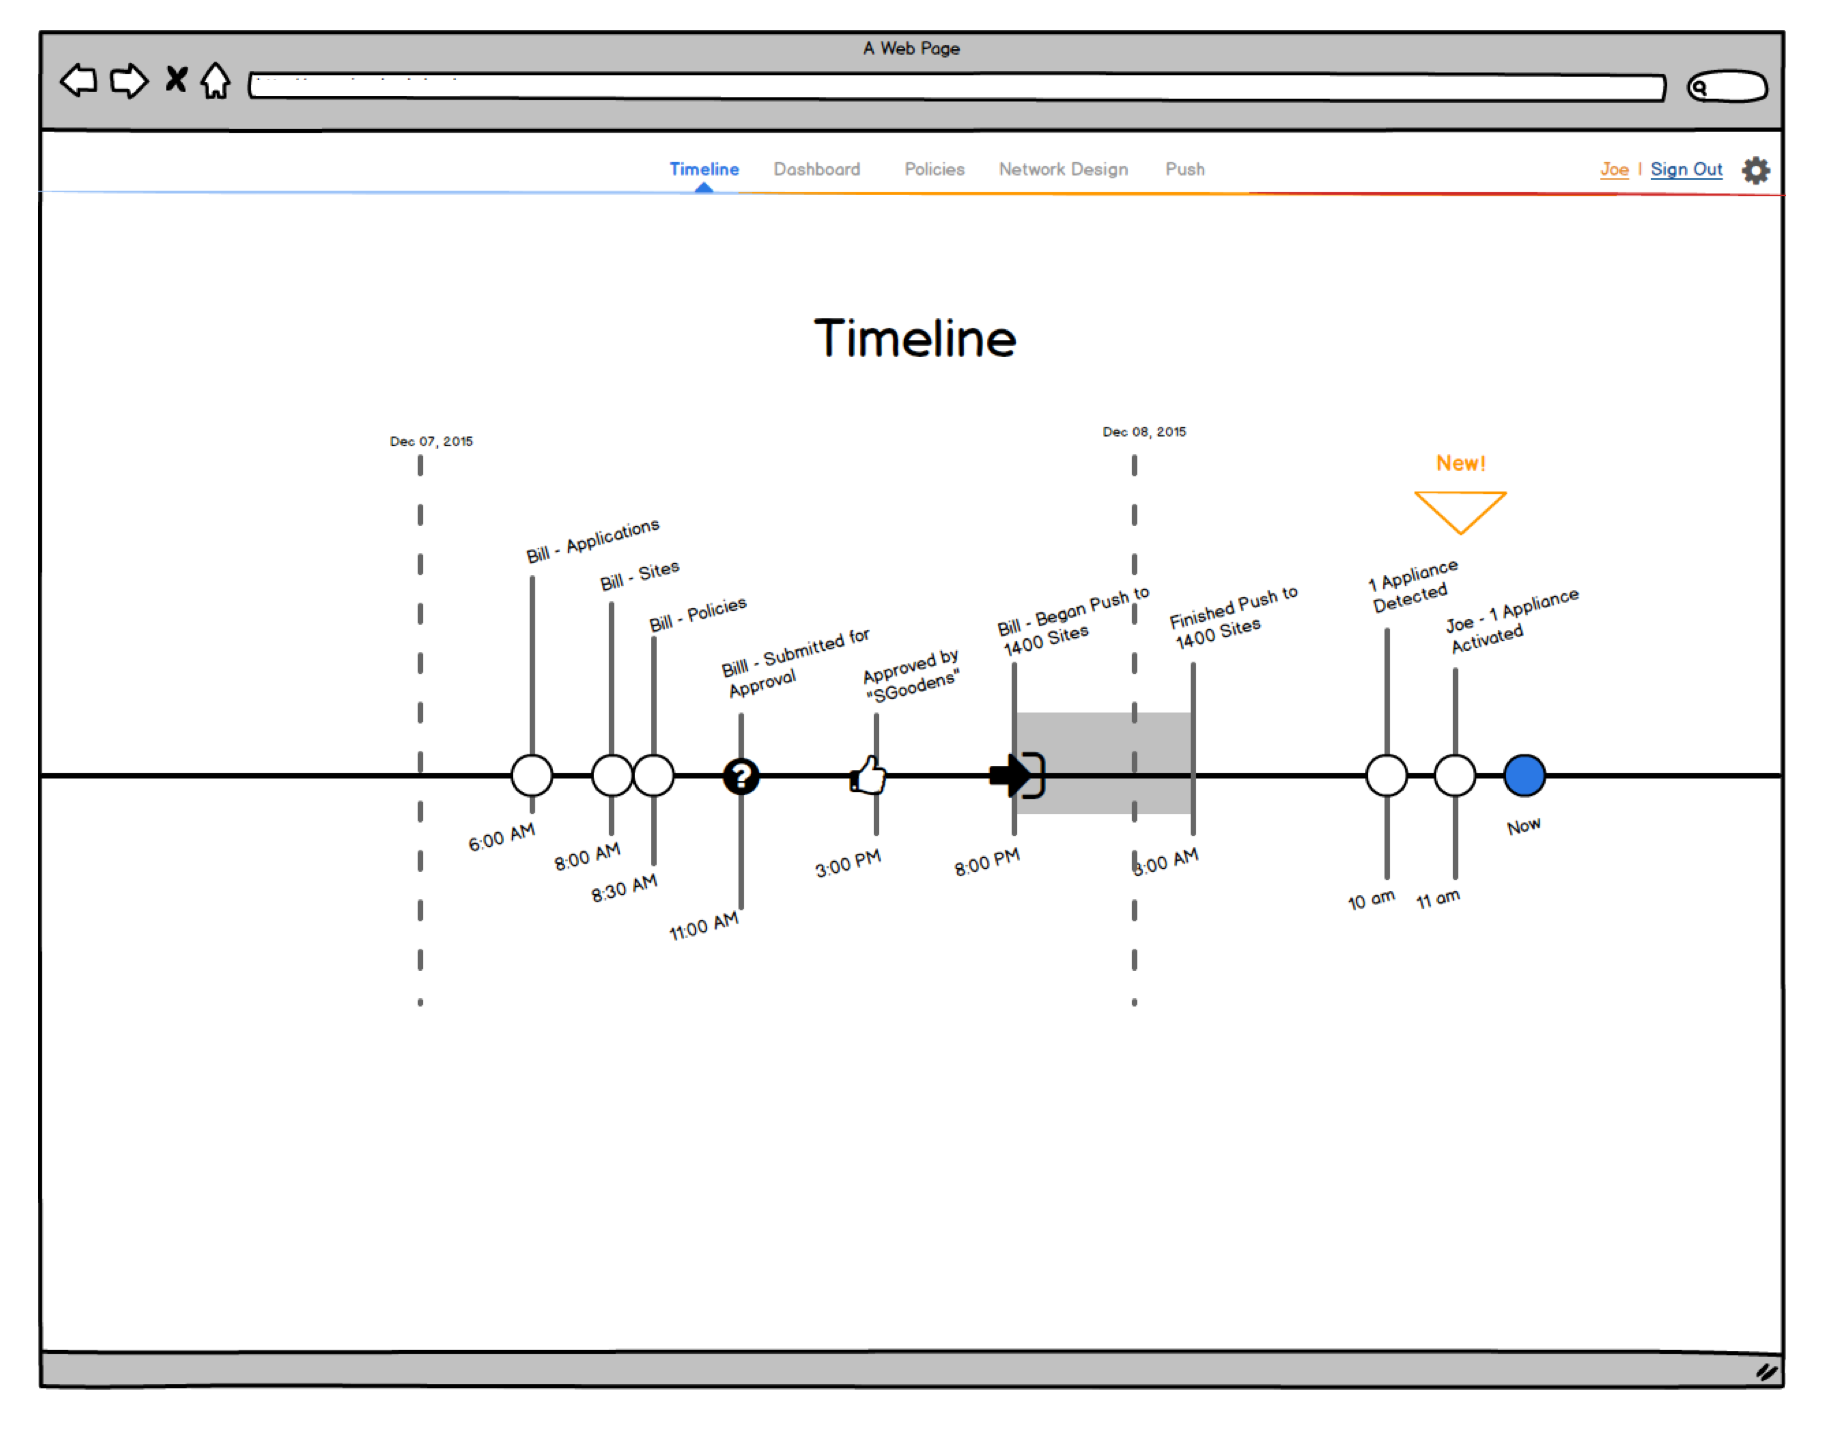 A Web Page
Timeline Dashboard Policies Network Design Push Joe | Sign Out
Timeline
Dec 07, 2015
Dec 08, 2015
New!
Bill - Applications
Bill - Sites
Bill - Policies
Billl - Submitted for
Approval
Approved by
"SGoodens"
Bill - Began Push to
1400 Sites
Finished Push to
1400 Sites
1 Appliance
Detected
Joe - 1 Appliance
Activated
6:00 AM
8:00 AM
8:30 AM
11:00 AM
3:00 PM
8:00 PM
3:00 AM
10 am
11 am
Now